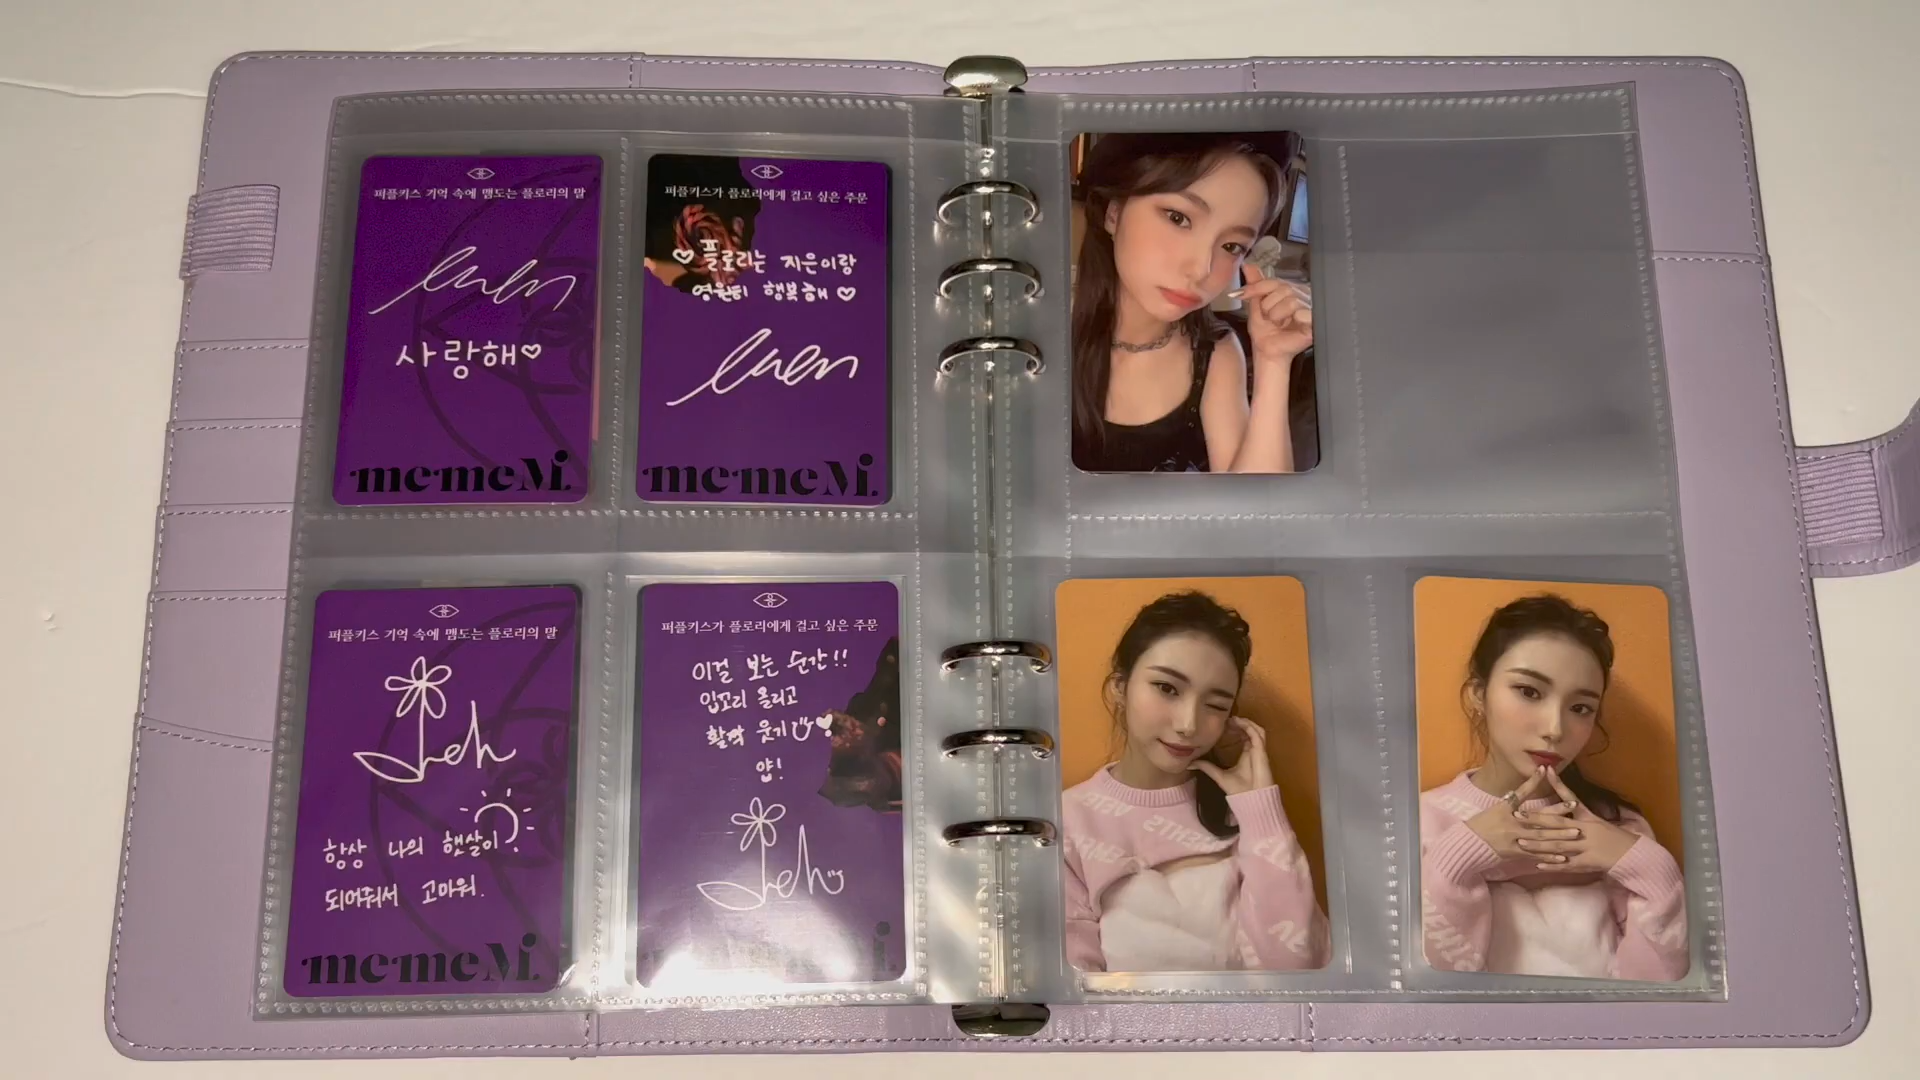 퍼플키스 기억 속에 맴도는 플로리의 말
사랑해♡
mememi.
퍼플키스가 플로리에게 걸고 싶은 주문
♡플로리는 지은이랑
영원히 행복해♡
mememi.
퍼플키스 기억 속에 맴도는 플로리의 말
항상 나의 햇살이
되어줘서 고마워.
mememi.
퍼플키스가 플로리에게 걸고 싶은 주문
이걸 보는 순간!!
입꼬리 올리고
활짝 웃기
얍!